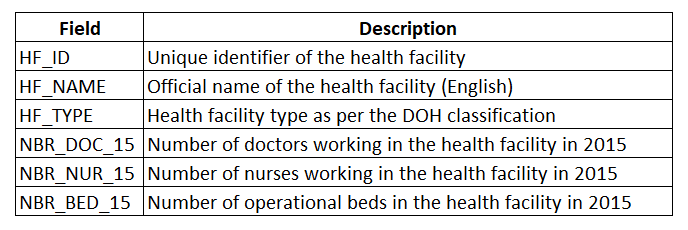 Field Description
HF_ID Unique identifier of the health facility
HF_NAME Official name of the health facility (English)
HF_TYPE Health facility type as per the DOH classification
NBR_DOC_15 Number of doctors working in the health facility in 2015
NBR_NUR_15 Number of nurses working in the health facility in 2015
NBR_BED_15 Number of operational beds in the health facility in 2015